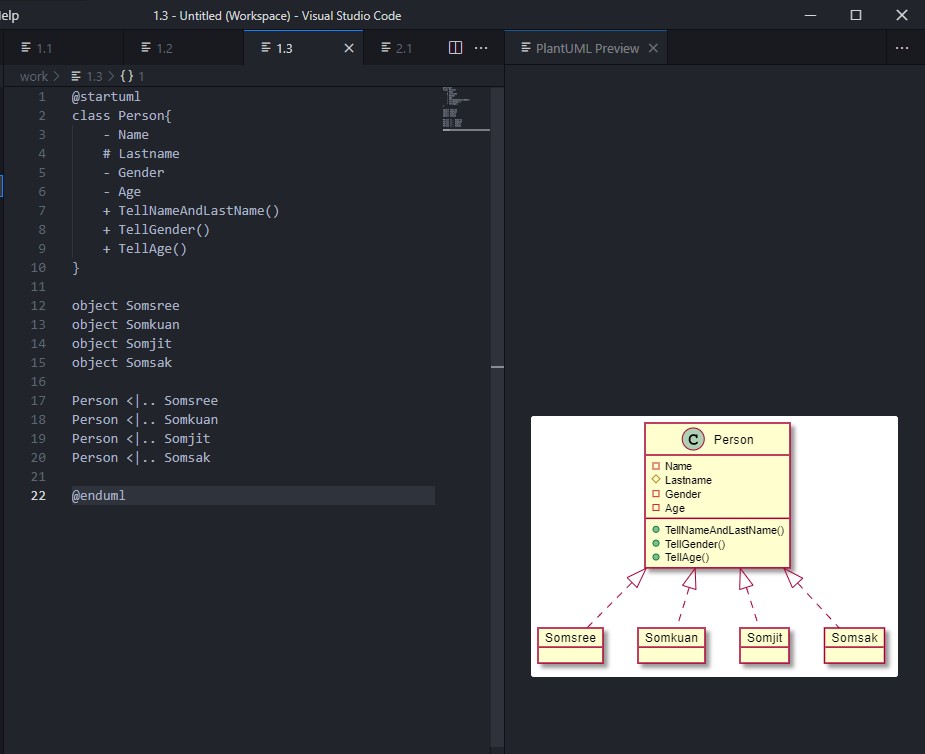 elp
1.3 - Untitled (Workspace) - Visual Studio Code
1.1
1.2
1.3
2.1
PlantUML Preview
work > 1.3 > {} 1
1 @startuml
2 class Person{
3 - Name
4 # Lastname
5 - Gender
6 - Age
7 + TellNameAndLastName()
8 + TellGender()
9 + TellAge()
10 }
11
12 object Somsree
13 object Somkuan
14 object Somjit
15 object Somsak
16
17 Person <|.. Somsree
18 Person <|.. Somkuan
19 Person <|.. Somjit
20 Person <|.. Somsak
21
22 @enduml
C Person
Name
Lastname
Gender
Age
TellNameAndLastName()
TellGender()
TellAge()
Somsree
Somkuan
Somjit
Somsak